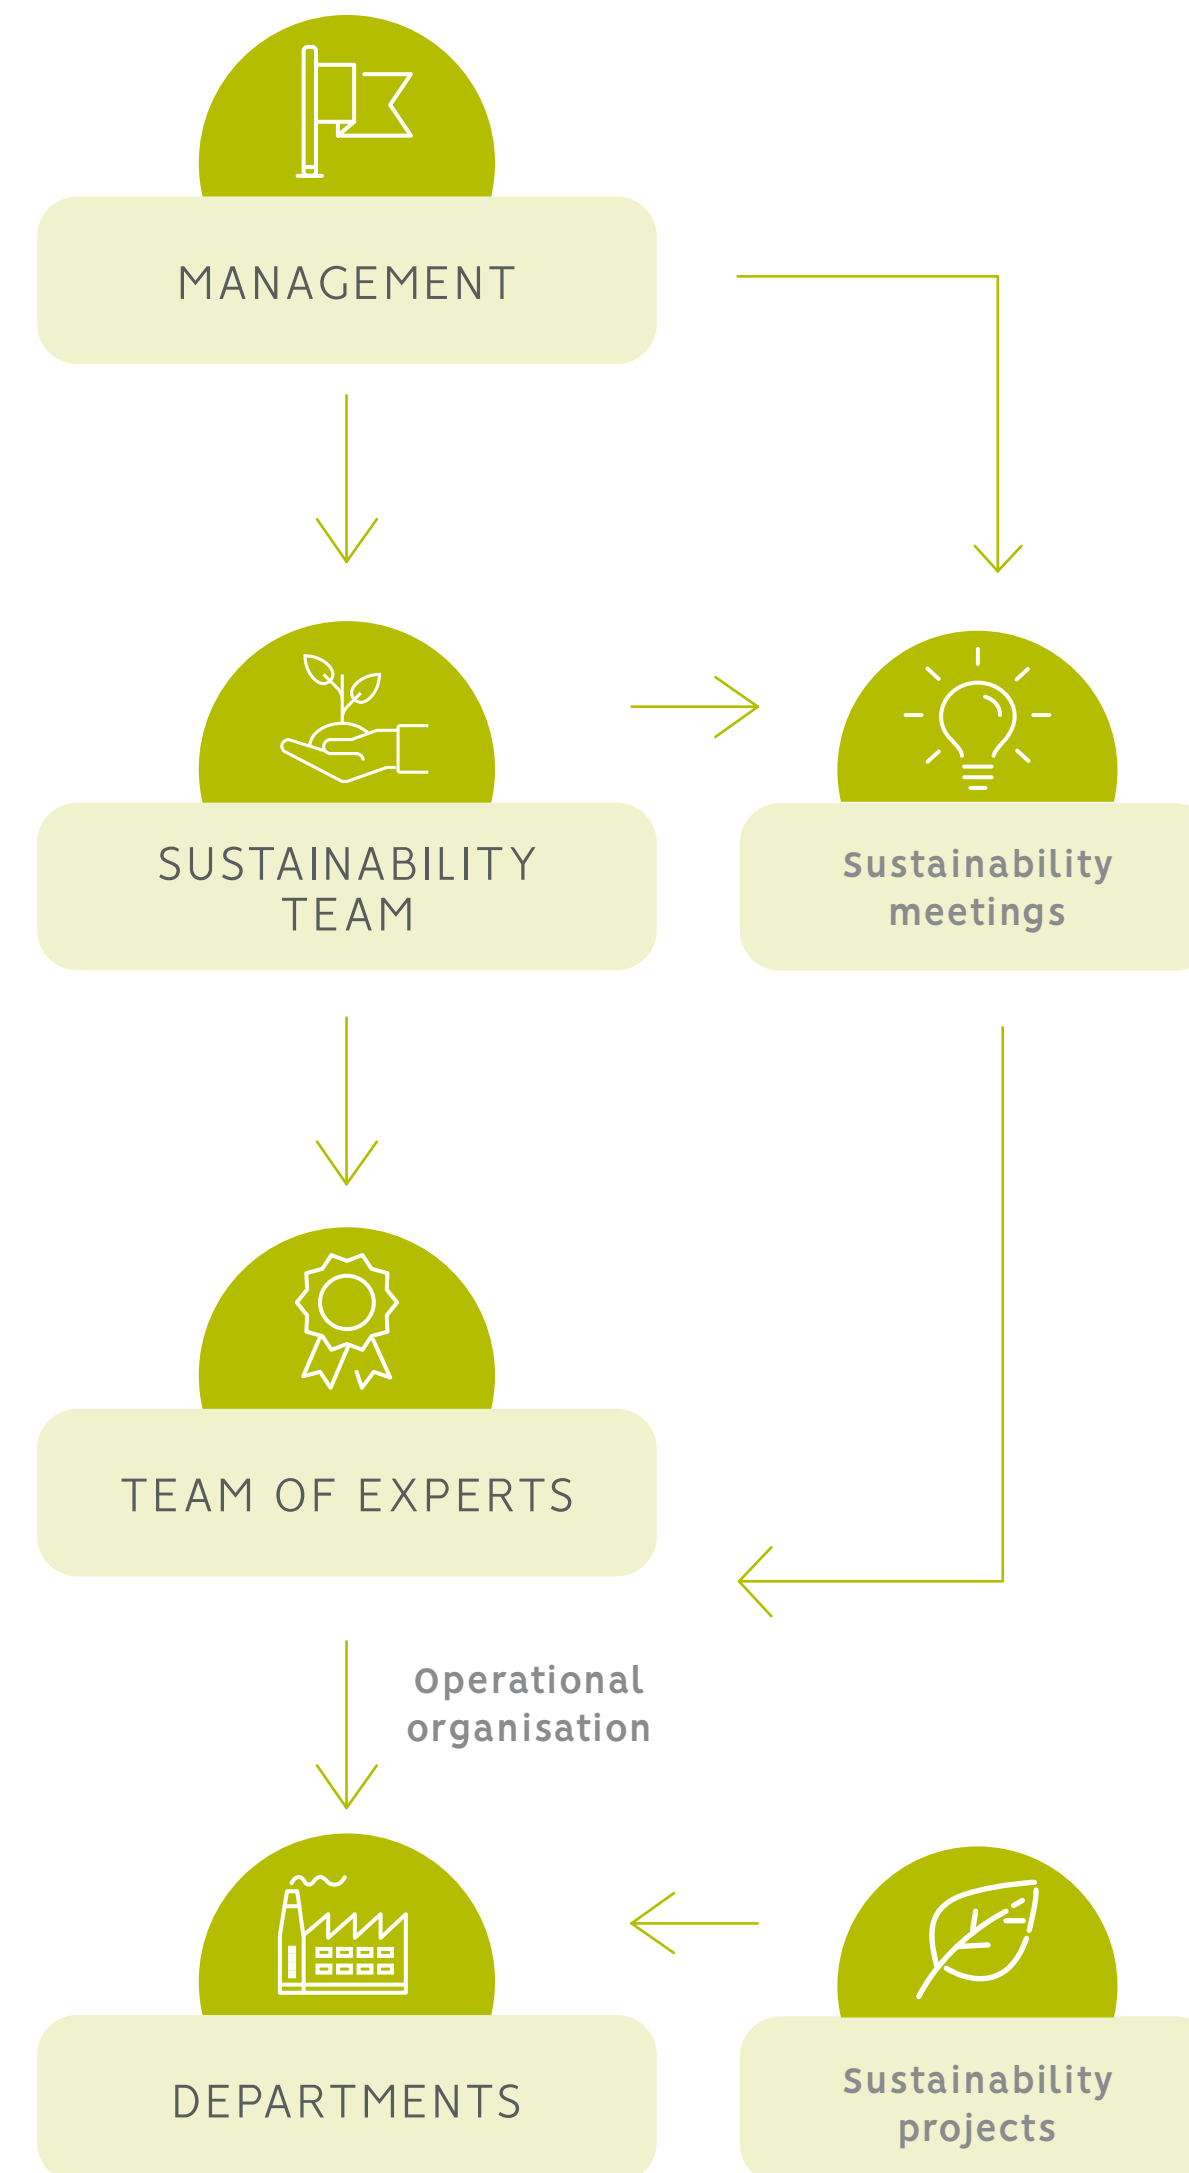 MANAGEMENT
SUSTAINABILITY
TEAM
Sustainability
meetings
TEAM OF EXPERTS
Operational
organisation
DEPARTMENTS
Sustainability
projects